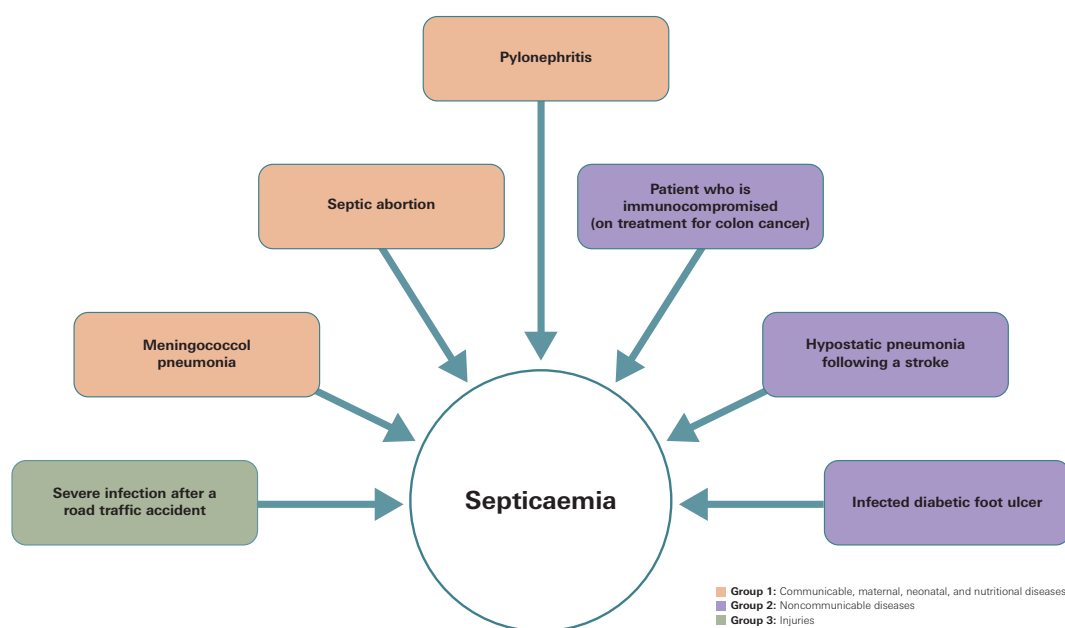 Pylonephritis
Septic abortion
Patient who is
immunocompromised
(on treatment for colon cancer)
Meningococcol
pneumonia
Hypostatic pneumonia
following a stroke
Severe infection after a
road traffic accident
Septicaemia
Infected diabetic foot ulcer
Group 1: Communicable, maternal, neonatal, and nutritional diseases
Group 2: Noncommunicable diseases
Group 3: Injuries